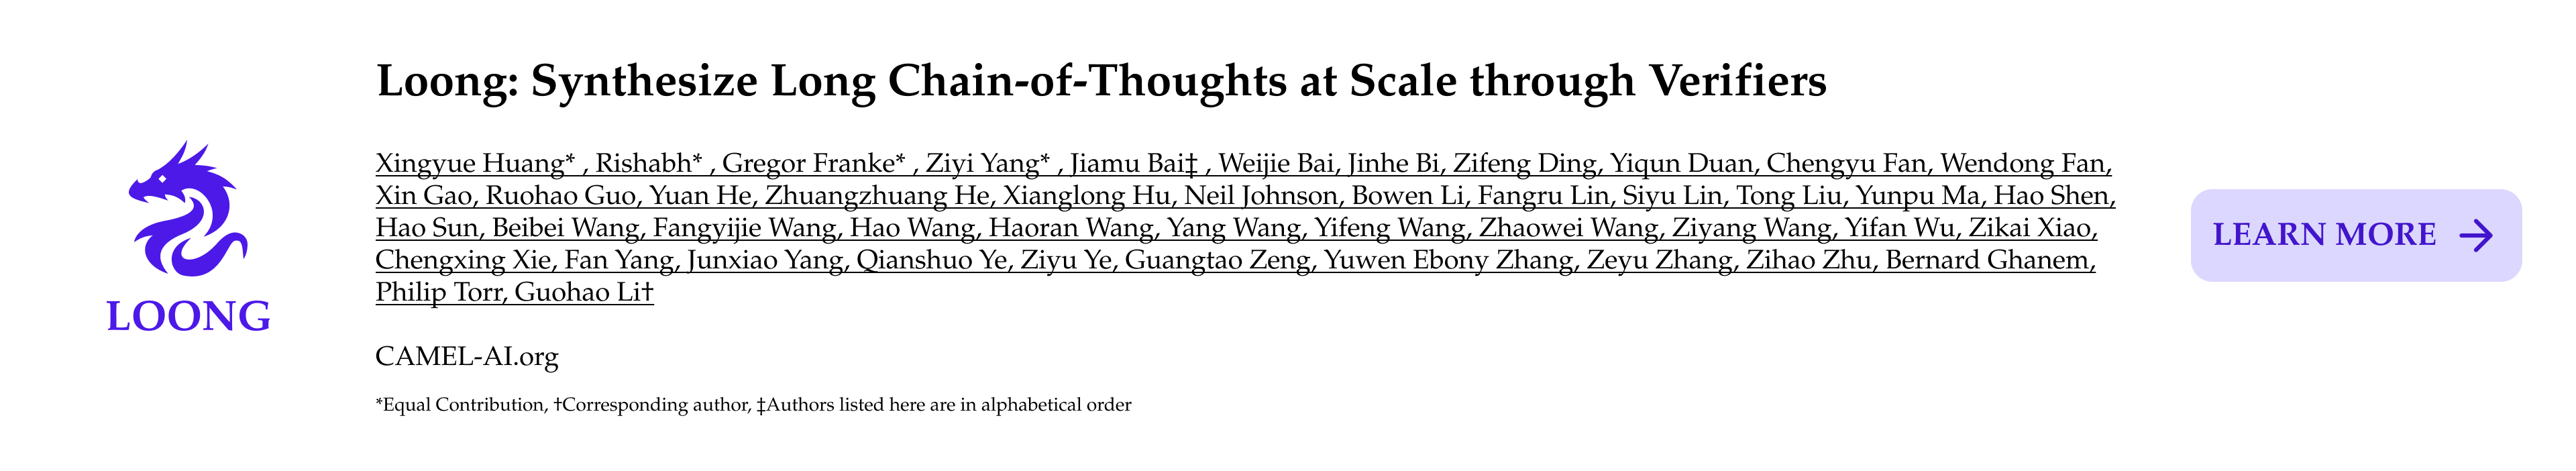 Loong: Synthesize Long Chain-of-Thoughts at Scale through Verifiers
Xingyue Huang* , Rishabh* , Gregor Franke* , Ziyi Yang* , Jiamu Bai‡ , Weijie Bai, Jinhe Bi, Zifeng Ding, Yiqun Duan, Chengyu Fan, Wendong Fan,
Xin Gao, Ruohao Guo, Yuan He, Zhuangzhuang He, Xianglong Hu, Neil Johnson, Bowen Li, Fangru Lin, Siyu Lin, Tong Liu, Yunpu Ma, Hao Shen,
Hao Sun, Beibei Wang, Fangyijie Wang, Hao Wang, Haoran Wang, Yang Wang, Yifeng Wang, Zhaowei Wang, Ziyang Wang, Yifan Wu, Zikai Xiao,
Chengxing Xie, Fan Yang, Junxiao Yang, Qianshuo Ye, Ziyu Ye, Guangtao Zeng, Yuwen Ebony Zhang, Zeyu Zhang, Zihao Zhu, Bernard Ghanem,
Philip Torr, Guohao Li†
CAMEL-AI.org
*Equal Contribution, †Corresponding author, ‡Authors listed here are in alphabetical order
LOONG
LEARN MORE →